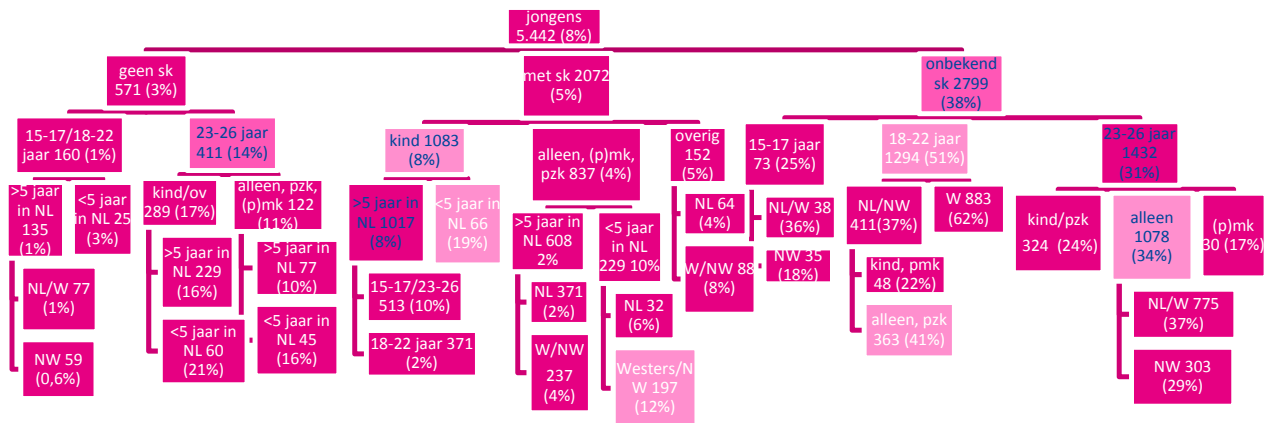 jongens
5.442 (8%)
geen sk
571 (3%)
met sk 2072
(5%)
onbekend
sk 2799
(38%)
15-17/18-22
jaar 160 (1%)
23-26 jaar
411 (14%)
kind 1083
(8%)
alleen, (p)mk,
pzk 837 (4%)
overig
152
(5%)
15-17 jaar
73 (25%)
18-22 jaar
1294 (51%)
23-26 jaar
1432
(31%)
>5 jaar
in NL
135
(1%)
<5 jaar
in NL 25
(3%)
kind/ov
289 (17%)
alleen, pzk,
(p)mk 122
(11%)
>5 jaar in
NL 1017
(8%)
<5 jaar in
NL 66
(19%)
>5 jaar in
NL 608
2%
<5 jaar
in NL
229 10%
NL 64
(4%)
W/NW 88
(8%)
NL/W 38
(36%)
NW 35
(18%)
NL/NW
411(37%)
W 883
(62%)
kind/pzk
324 (24%)
alleen
1078
(34%)
(p)mk
30 (17%)
NL/W 77
(1%)
NW 59
(0,6%)
>5 jaar in
NL 229
(16%)
<5 jaar in
NL 60
(21%)
>5 jaar in
NL 77
(10%)
<5 jaar in
NL 45
(16%)
15-17/23-26
513 (10%)
18-22 jaar 371
(2%)
NL 371
(2%)
W/NW
237
(4%)
NL 32
(6%)
Westers/N
W 197
(12%)
kind, pmk
48 (22%)
alleen, pzk
363 (41%)
NL/W 775
(37%)
NW 303
(29%)